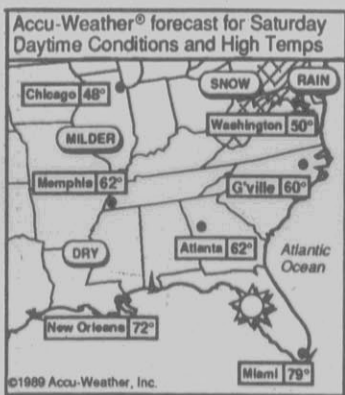 Accu-Weather® forecast for Saturday
Daytime Conditions and High Temps
SNOW
RAIN
Chicago 48°
Washington 50°
MILDER
Memphis 62°
G'ville 60°
Atlanta 62°
Atlantic
Ocean
DRY
New Orleans 72°
Miami 79°
©1989 Accu-Weather, Inc.